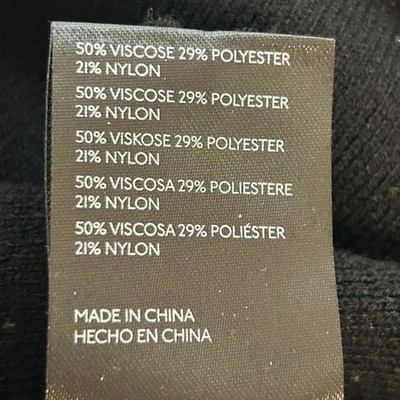 50% VISCOSE 29% POLYESTER
21% NYLON
50% VISCOSE 29% POLYESTER
21% NYLON
50% VISKOSE 29% POLYESTER
21% NYLON
50% VISCOSA 29% POLIESTERE
21% NYLON
50% VISCOSA 29% POLIÉSTER
21% NYLON
MADE IN CHINA
HECHO EN CHINA